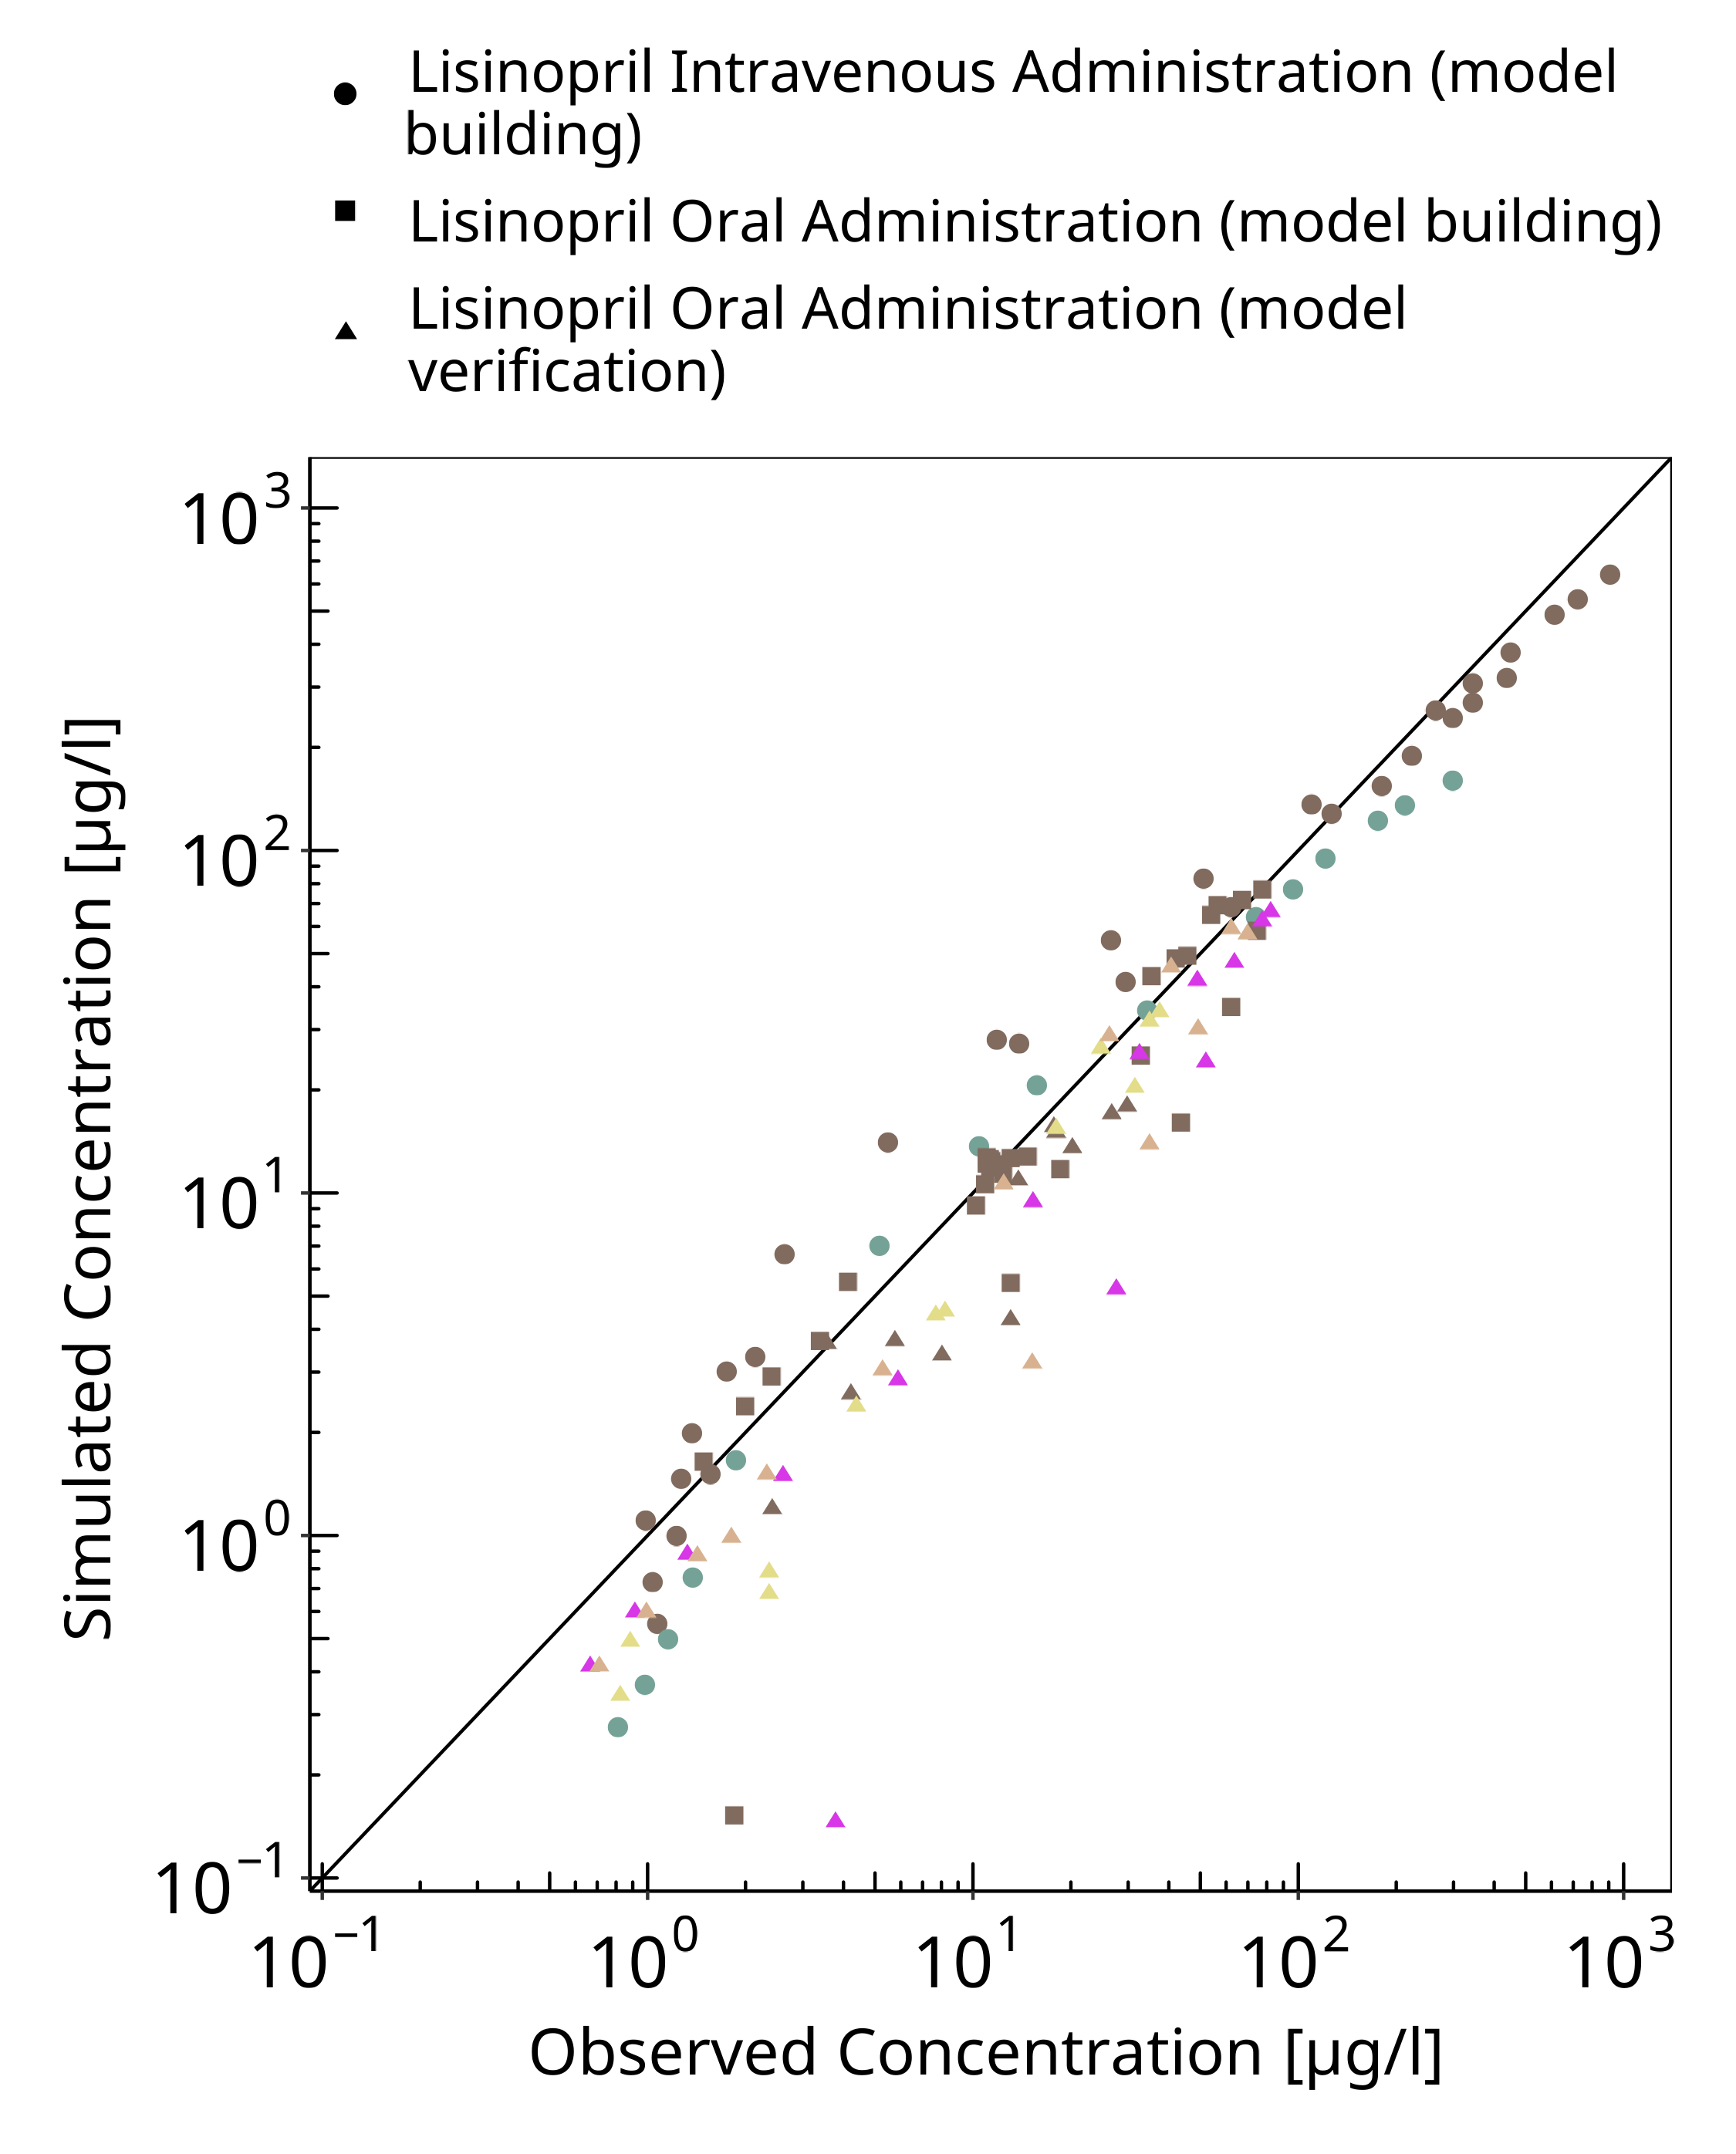 Lisinopril Intravenous Administration (model
building)
Lisinopril Oral Administration (model building)
Lisinopril Oral Administration (model
verification)
Simulated Concentration [µg/l]
10³
10²
10¹
10⁰
10⁻¹
10⁻¹ 10⁰ 10¹ 10² 10³
Observed Concentration [µg/l]